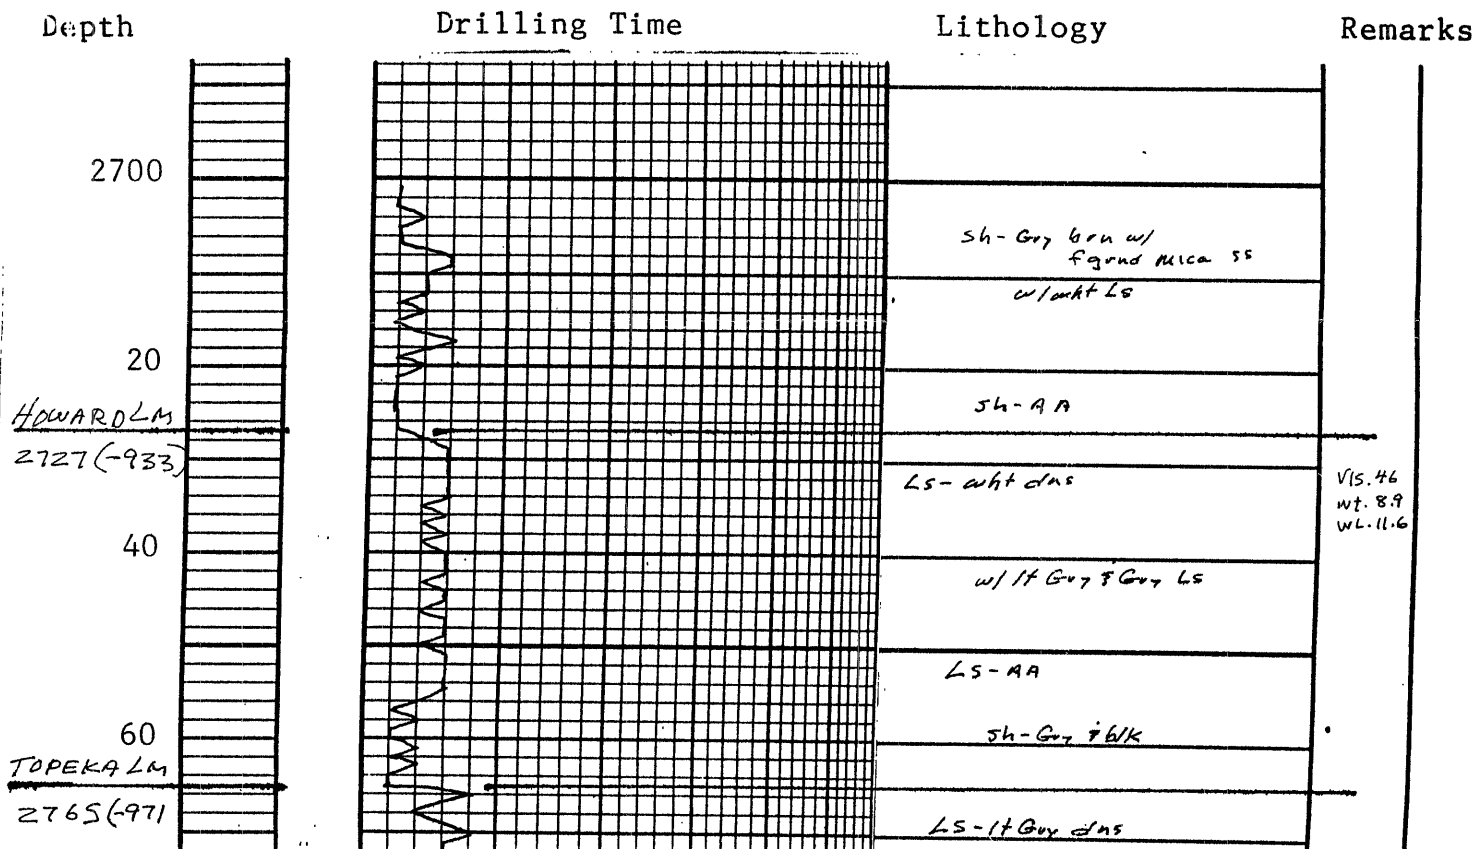 Depth Drilling Time Lithology Remarks
2700
sh-Gry brn w/
fgrnd mica ss
w/wht Ls
20
sh-AA
HOWARD LM
2727(-933)
Ls-wht dns
Vis.46
wt. 8.9
WL.11.6
40
w/ lt Gry & Gry Ls
Ls-AA
60
sh-Gry & blk
TOPEKA LM
2765(-971
Ls-lt Gry dns